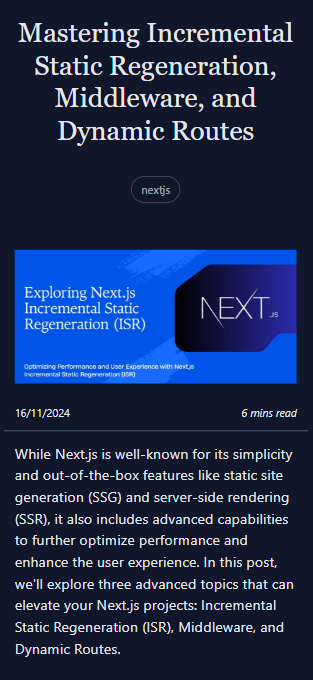 Mastering Incremental
Static Regeneration,
Middleware, and
Dynamic Routes
nextjs
Exploring Next.js
Incremental Static
Regeneration (ISR)
NEXT.JS
Optimizing Performance and User Experience with Next.js
Incremental Static Regeneration (ISR)
16/11/2024
6 mins read
While Next.js is well-known for its simplicity
and out-of-the-box features like static site
generation (SSG) and server-side rendering
(SSR), it also includes advanced capabilities
to further optimize performance and
enhance the user experience. In this post,
we'll explore three advanced topics that can
elevate your Next.js projects: Incremental
Static Regeneration (ISR), Middleware, and
Dynamic Routes.